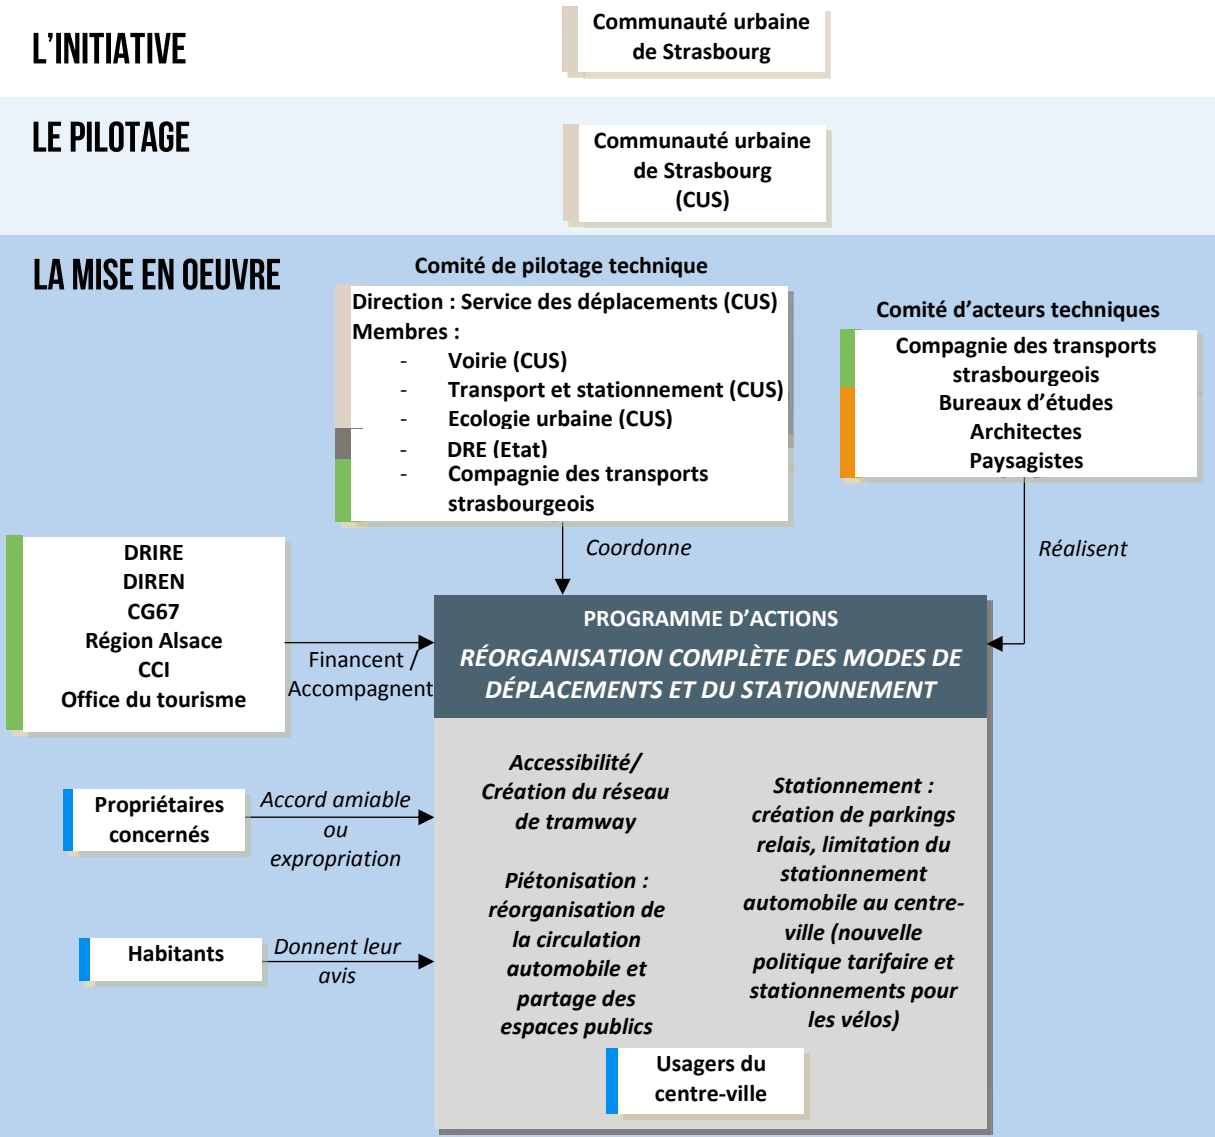 L'INITIATIVE
Communauté urbaine
de Strasbourg
LE PILOTAGE
Communauté urbaine
de Strasbourg
(CUS)
LA MISE EN OEUVRE
Comité de pilotage technique
Direction : Service des déplacements (CUS)
Membres :
- Voirie (CUS)
- Transport et stationnement (CUS)
- Ecologie urbaine (CUS)
- DRE (Etat)
- Compagnie des transports
strasbourgeois
Comité d'acteurs techniques
Compagnie des transports
strasbourgeois
Bureaux d'études
Architectes
Paysagistes
Coordonne
Réalisent
DRIRE
DIREN
CG67
Région Alsace
CCI
Office du tourisme
Financent /
Accompagnent
PROGRAMME D'ACTIONS
RÉORGANISATION COMPLÈTE DES MODES DE
DÉPLACEMENTS ET DU STATIONNEMENT
Propriétaires
concernés
Accord amiable
ou
expropriation
Habitants
Donnent leur
avis
Accessibilité/
Création du réseau
de tramway
Piétonisation :
réorganisation de
la circulation
automobile et
partage des
espaces publics
Stationnement :
création de parkings
relais, limitation du
stationnement
automobile au centre-
ville (nouvelle
politique tarifaire et
stationnements pour
les vélos)
Usagers du
centre-ville